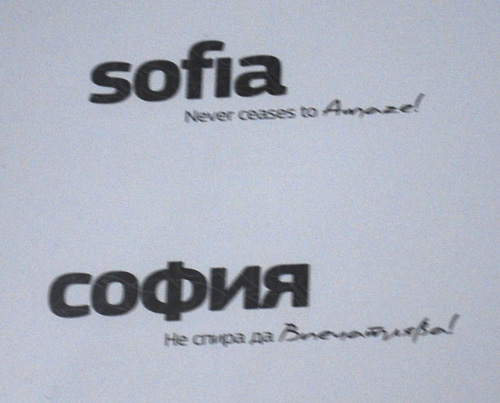 sofia
Never ceases to Amaze!
софия
Не спира да Впечатлява!